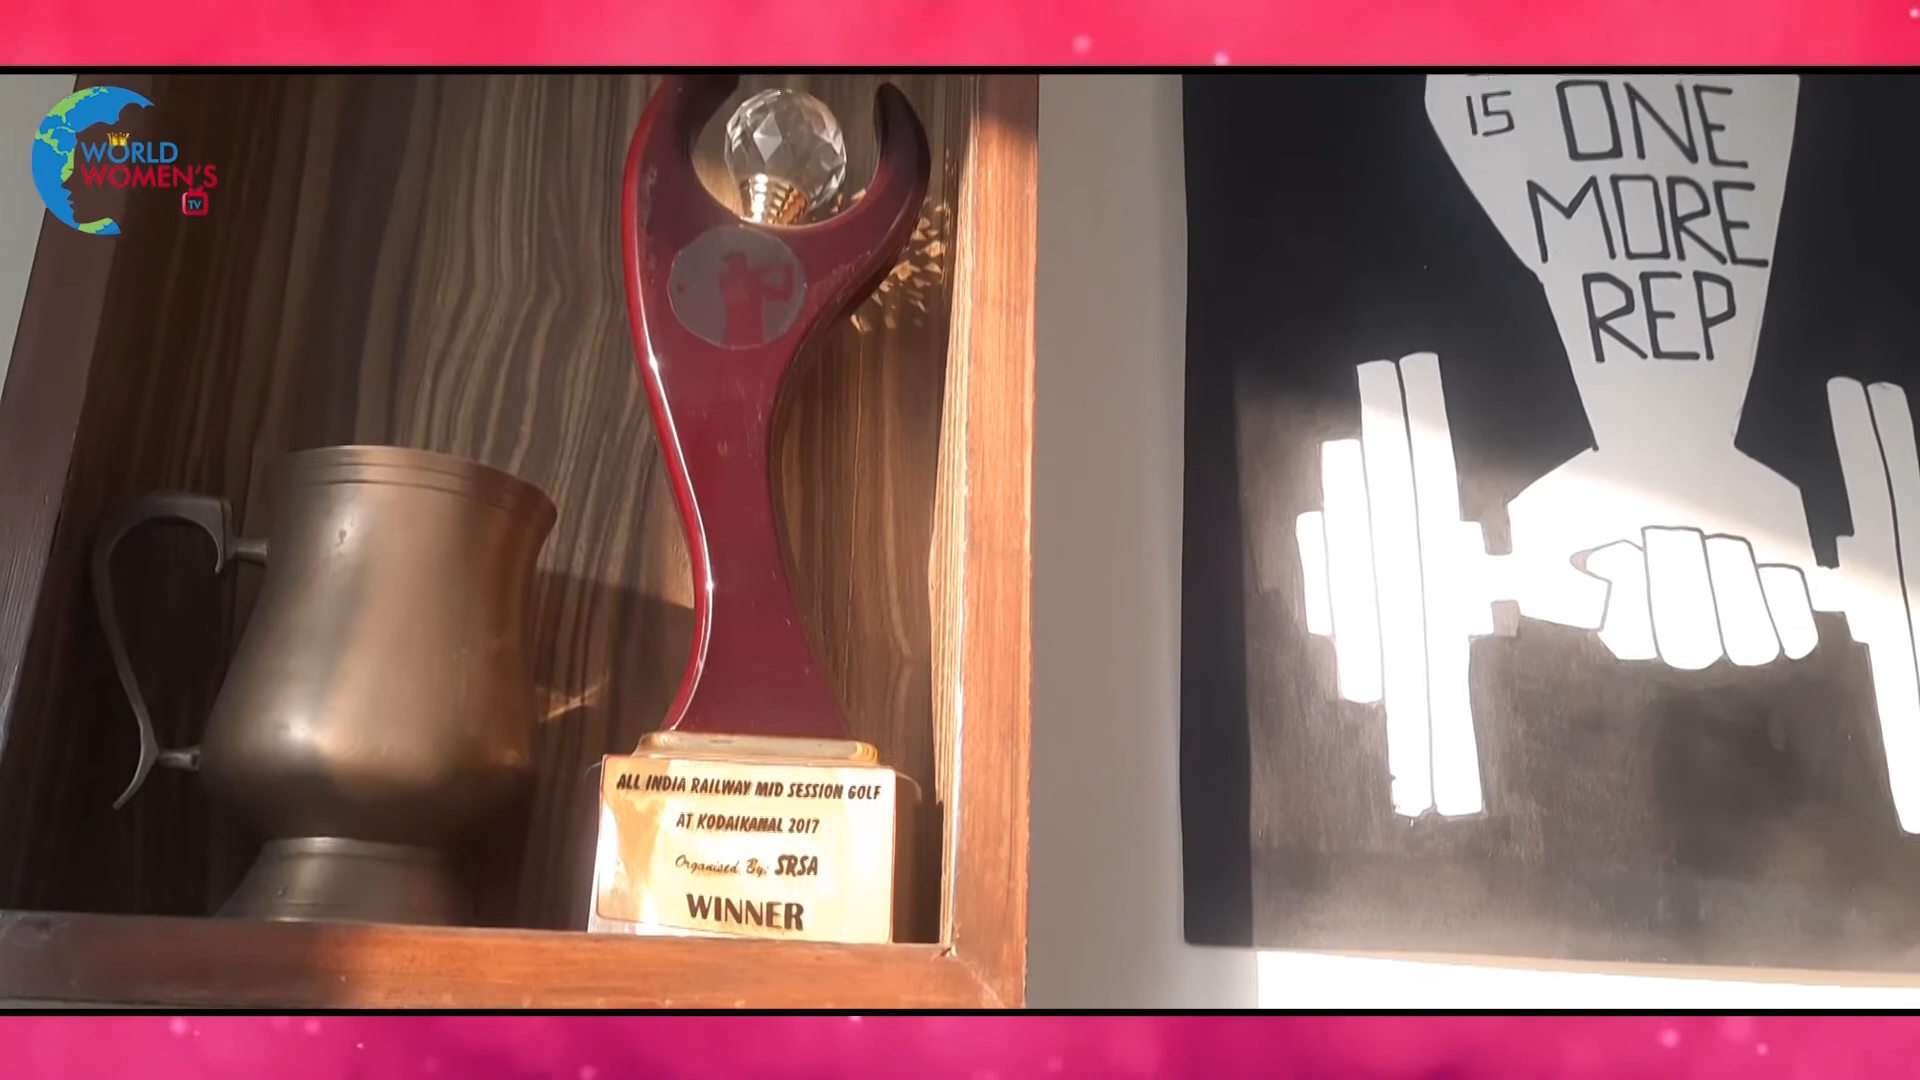 WORLD
WOMEN'S
TV
ALL INDIA RAILWAY MID SESSION GOLF
AT KODAIKANAL 2017
Organised By: SRSA
WINNER
IS ONE
MORE
REP